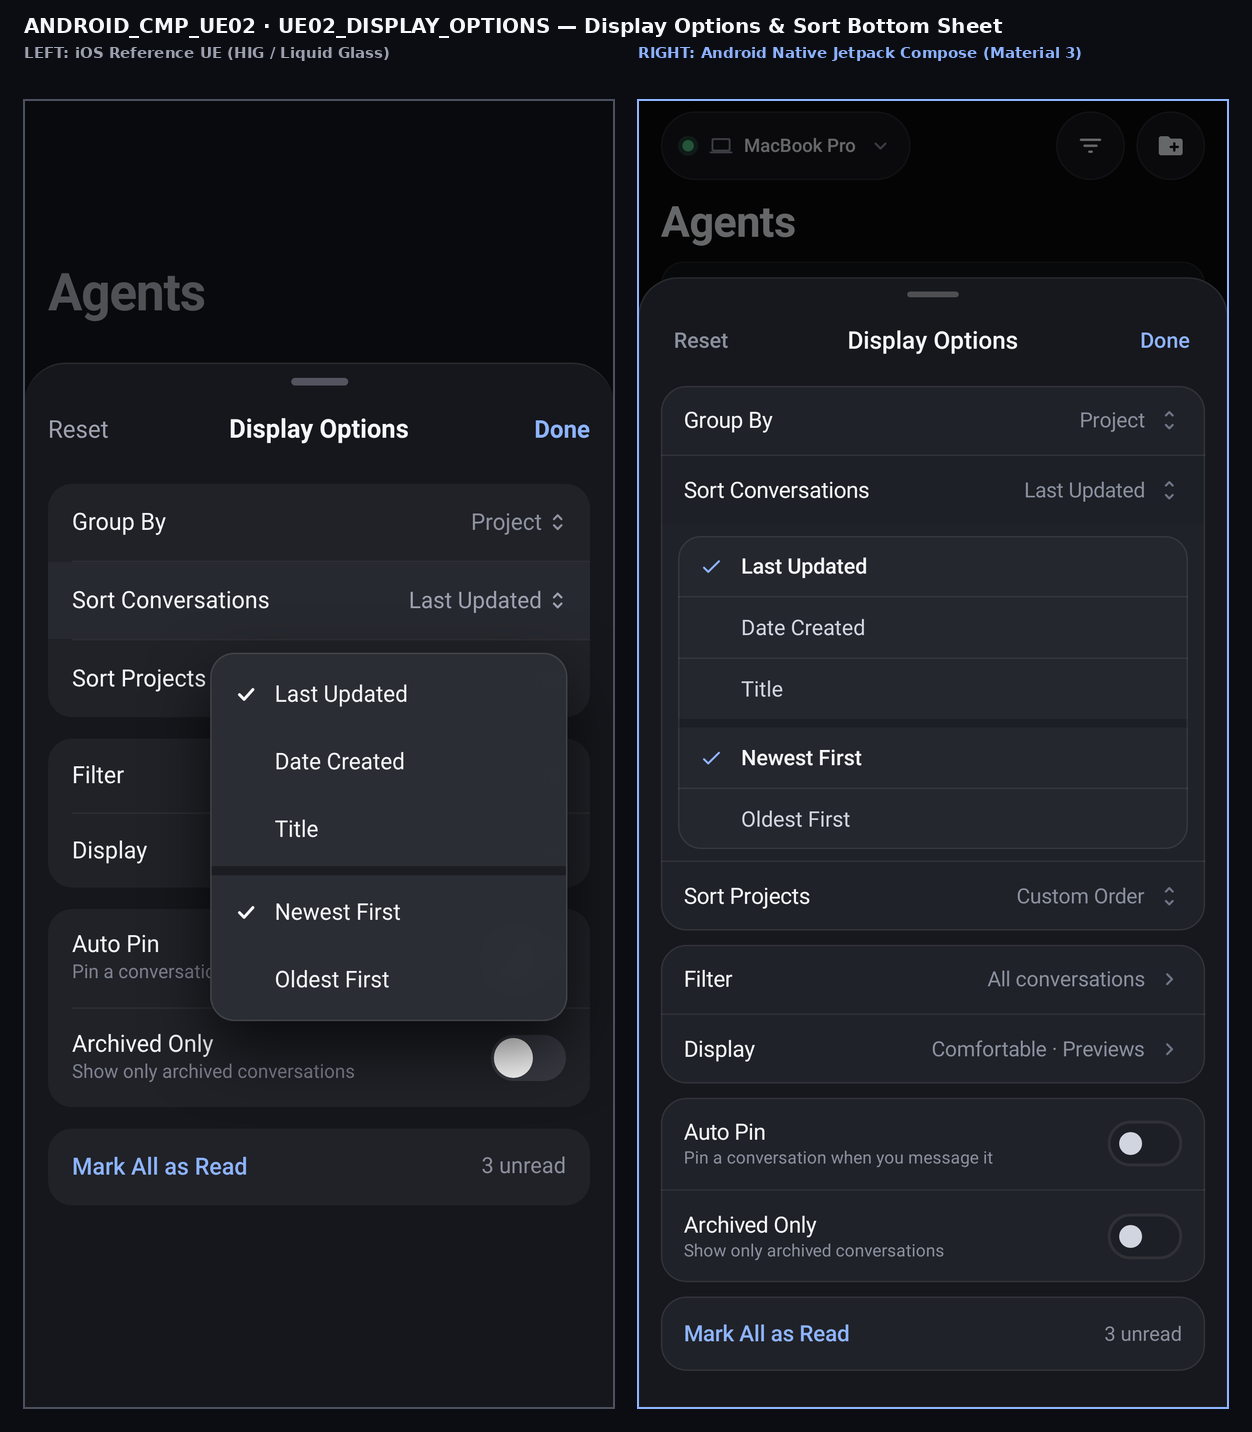 ANDROID_CMP_UE02 · UE02_DISPLAY_OPTIONS — Display Options & Sort Bottom Sheet
LEFT: iOS Reference UE (HIG / Liquid Glass)
Agents
Reset Display Options Done
Group By Project
Sort Conversations Last Updated
Sort Projects
Last Updated
Date Created
Title
Newest First
Oldest First
Filter
Display
Auto Pin
Pin a conversatio
Archived Only
Show only archived conversations
Mark All as Read 3 unread
RIGHT: Android Native Jetpack Compose (Material 3)
MacBook Pro
Agents
Reset Display Options Done
Group By Project
Sort Conversations Last Updated
Last Updated
Date Created
Title
Newest First
Oldest First
Sort Projects Custom Order
Filter All conversations
Display Comfortable · Previews
Auto Pin
Pin a conversation when you message it
Archived Only
Show only archived conversations
Mark All as Read 3 unread